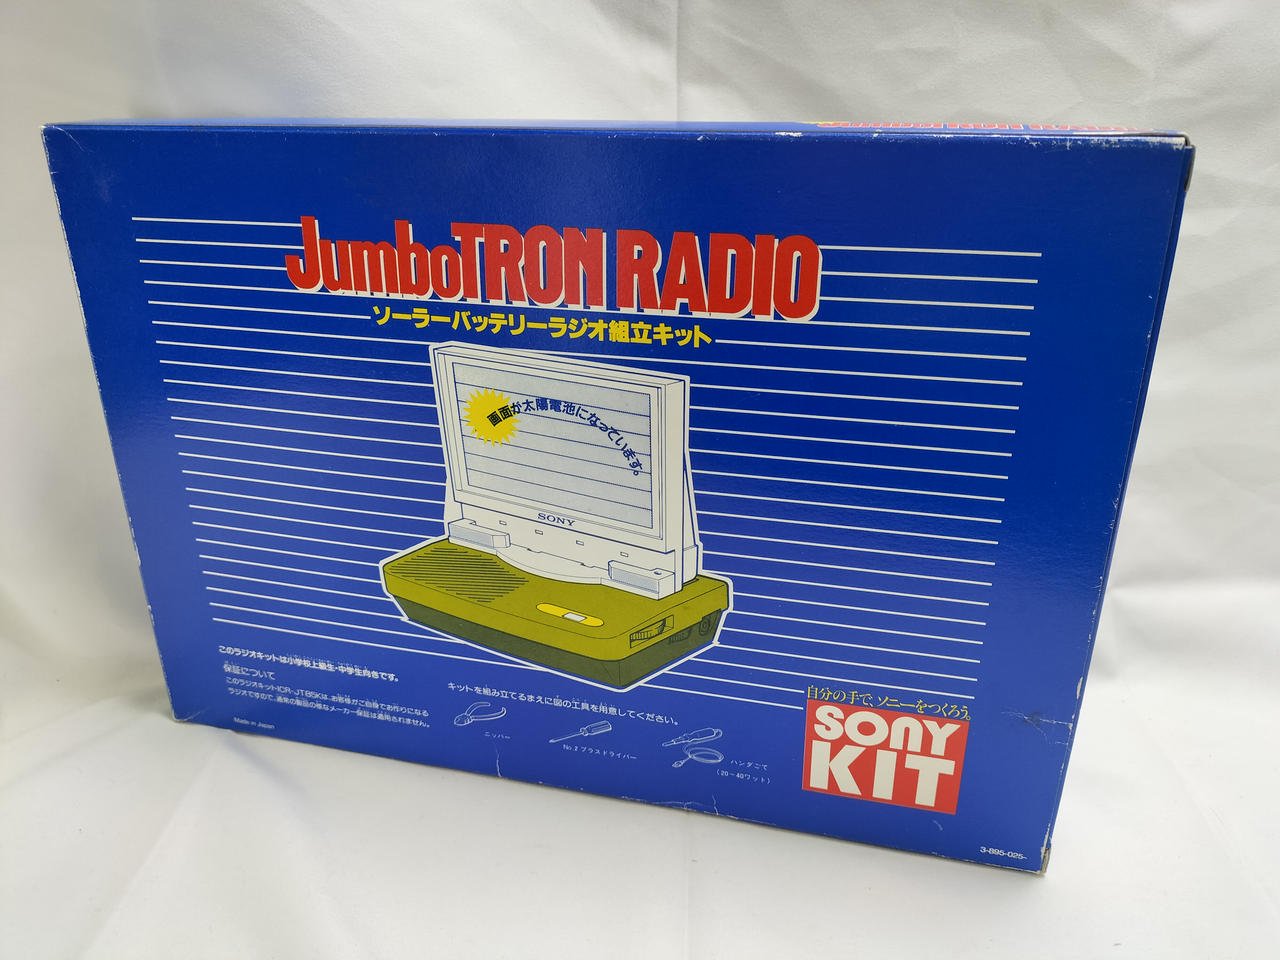 JumboTRON RADIO
JumboTRON RADIO
ソーラーバッテリーラジオ組立キット
画面が太陽電池になっています。
SONY
このラジオキットは小学校上級生・中学生向きです。
保証について
このラジオキットICR-JTB5Kは、お客様がご自身でお作りになる
ラジオですので、通常の製品の様なメーカー保証は適用されません。
Made in Japan
キットを組み立てるまえに図の工具を用意してください。
ニッパー
No.2 プラスドライバー
ハンダごて
(20~40ワット)
自分の手で、ソニーをつくろう。
SONY
KIT
3-895-025-